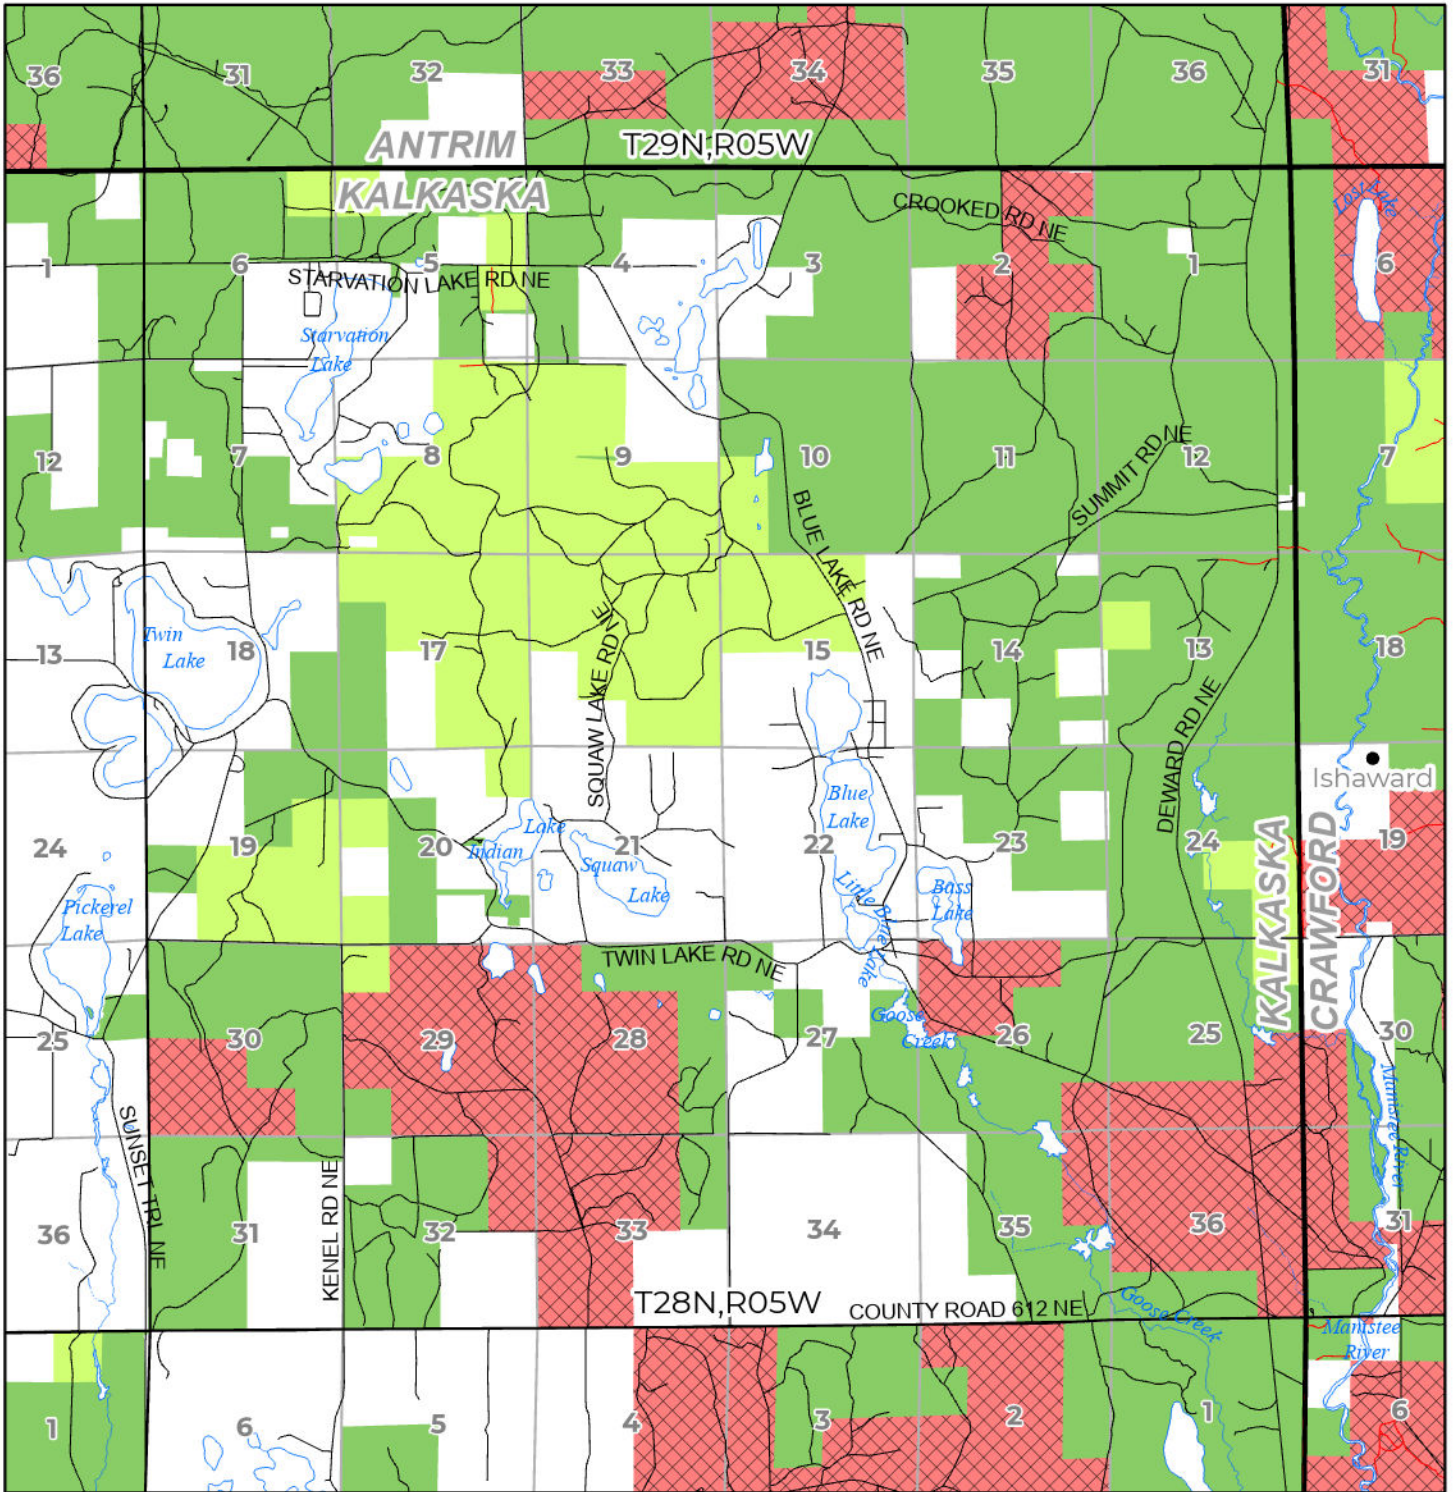 36
31
32
33
34
35
36
31
ANTRIM
T29N,R05W
KALKASKA
Lost Lake
CROOKED RD NE
1
6
5
4
3
2
1
6
STARVATION LAKE RD NE
Starvation
Lake
12
7
8
9
10
11
12
7
SUMMIT RD NE
BLUE LAKE RD NE
Twin
Lake
13
18
17
SQUAW LAKE RD NE
15
14
13
18
DEWARD RD NE
Ishaward
24
19
20
Indian
Lake
21
Squaw
Lake
22
Blue
Lake
23
24
19
Little Blue Lake
Bass
Lake
Pickerel
Lake
KALKASKA
CRAWFORD
TWIN LAKE RD NE
25
30
29
28
27
Goose
Creek
26
25
30
Manistee River
SUNSET TRL NE
KENEL RD NE
36
31
32
33
34
35
36
31
T28N,R05W
COUNTY ROAD 612 NE
Goose Creek
Manistee
River
1
6
5
4
3
2
1
6